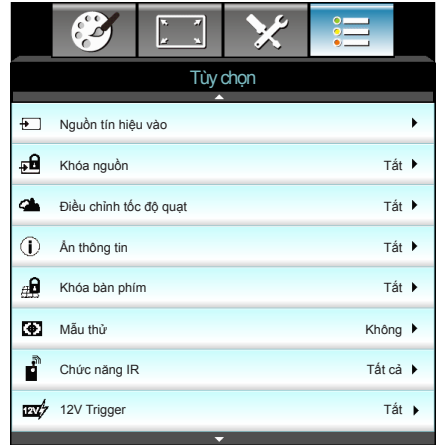 Tùy chọn
Nguồn tín hiệu vào
Khóa nguồn Tắt
Điều chỉnh tốc độ quạt Tắt
Ẩn thông tin Tắt
Khóa bàn phím Tắt
Mẫu thử Không
Chức năng IR Tất cả
12V 12V Trigger Tắt